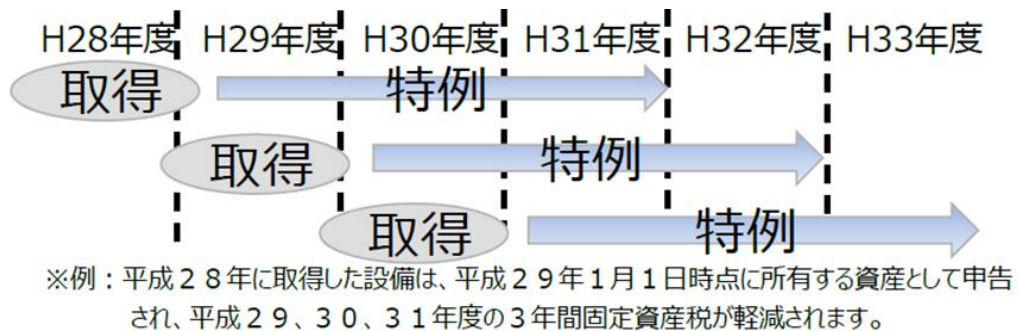 H28年度 H29年度 H30年度 H31年度 H32年度 H33年度
取得 特例
取得 特例
取得 特例
※例：平成２８年に取得した設備は、平成２９年１月１日時点に所有する資産として申告
され、平成２９、３０、３１年度の３年間固定資産税が軽減されます。